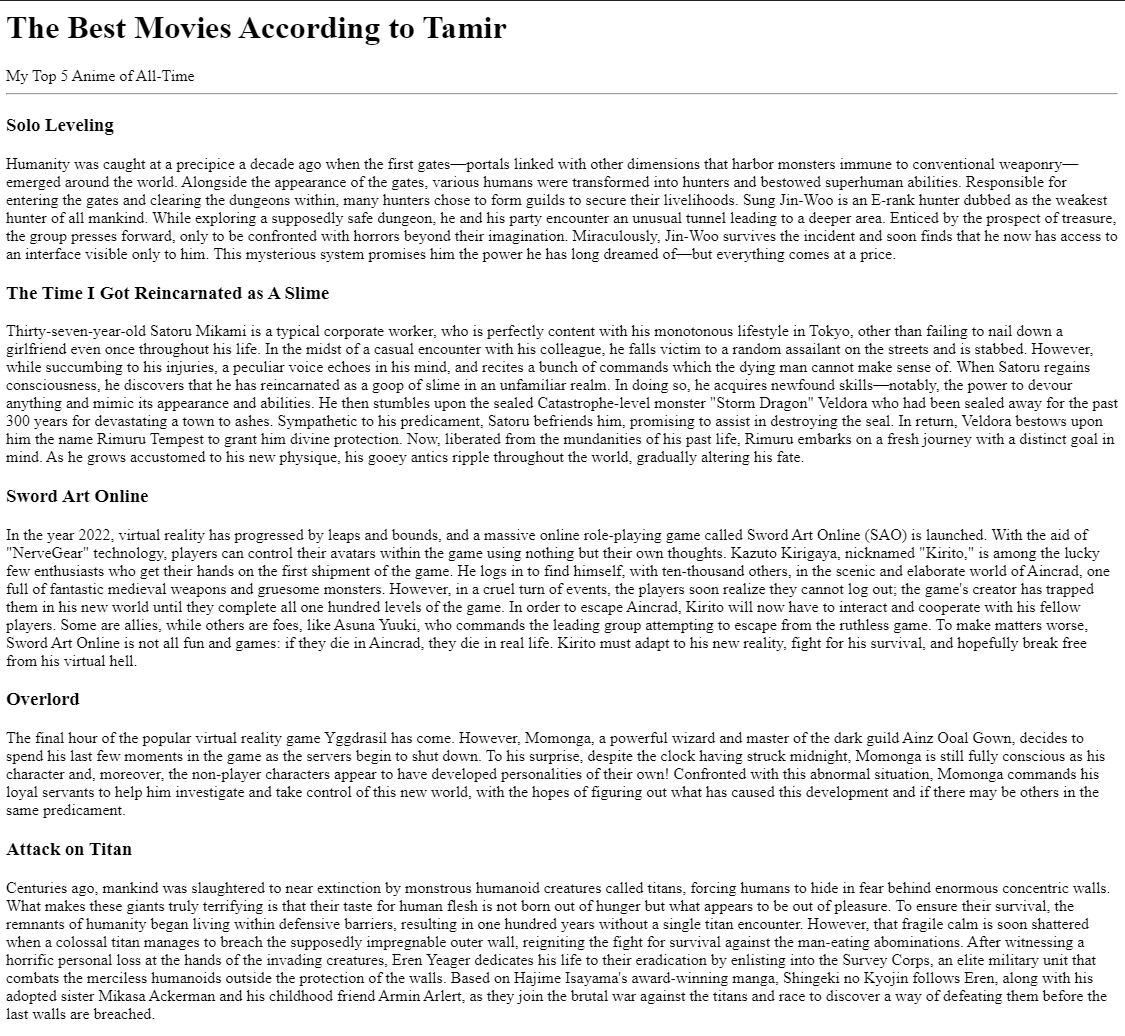 The Best Movies According to Tamir
My Top 5 Anime of All-Time
Solo Leveling
Humanity was caught at a precipice a decade ago when the first gates—portals linked with other dimensions that harbor monsters immune to conventional weaponry—
emerged around the world. Alongside the appearance of the gates, various humans were transformed into hunters and bestowed superhuman abilities. Responsible for
entering the gates and clearing the dungeons within, many hunters chose to form guilds to secure their livelihoods. Sung Jin-Woo is an E-rank hunter dubbed as the weakest
hunter of all mankind. While exploring a supposedly safe dungeon, he and his party encounter an unusual tunnel leading to a deeper area. Enticed by the prospect of treasure,
the group presses forward, only to be confronted with horrors beyond their imagination. Miraculously, Jin-Woo survives the incident and soon finds that he now has access to
an interface visible only to him. This mysterious system promises him the power he has long dreamed of—but everything comes at a price.
The Time I Got Reincarnated as A Slime
Thirty-seven-year-old Satoru Mikami is a typical corporate worker, who is perfectly content with his monotonous lifestyle in Tokyo, other than failing to nail down a
girlfriend even once throughout his life. In the midst of a casual encounter with his colleague, he falls victim to a random assailant on the streets and is stabbed. However,
while succumbing to his injuries, a peculiar voice echoes in his mind, and recites a bunch of commands which the dying man cannot make sense of. When Satoru regains
consciousness, he discovers that he has reincarnated as a goop of slime in an unfamiliar realm. In doing so, he acquires newfound skills—notably, the power to devour
anything and mimic its appearance and abilities. He then stumbles upon the sealed Catastrophe-level monster "Storm Dragon" Veldora who had been sealed away for the past
300 years for devastating a town to ashes. Sympathetic to his predicament, Satoru befriends him, promising to assist in destroying the seal. In return, Veldora bestows upon
him the name Rimuru Tempest to grant him divine protection. Now, liberated from the mundanities of his past life, Rimuru embarks on a fresh journey with a distinct goal in
mind. As he grows accustomed to his new physique, his gooey antics ripple throughout the world, gradually altering his fate.
Sword Art Online
In the year 2022, virtual reality has progressed by leaps and bounds, and a massive online role-playing game called Sword Art Online (SAO) is launched. With the aid of
"NerveGear" technology, players can control their avatars within the game using nothing but their own thoughts. Kazuto Kirigaya, nicknamed "Kirito," is among the lucky
few enthusiasts who get their hands on the first shipment of the game. He logs in to find himself, with ten-thousand others, in the scenic and elaborate world of Aincrad, one
full of fantastic medieval weapons and gruesome monsters. However, in a cruel turn of events, the players soon realize they cannot log out; the game's creator has trapped
them in his new world until they complete all one hundred levels of the game. In order to escape Aincrad, Kirito will now have to interact and cooperate with his fellow
players. Some are allies, while others are foes, like Asuna Yuuki, who commands the leading group attempting to escape from the ruthless game. To make matters worse,
Sword Art Online is not all fun and games: if they die in Aincrad, they die in real life. Kirito must adapt to his new reality, fight for his survival, and hopefully break free
from his virtual hell.
Overlord
The final hour of the popular virtual reality game Yggdrasil has come. However, Momonga, a powerful wizard and master of the dark guild Ainz Ooal Gown, decides to
spend his last few moments in the game as the servers begin to shut down. To his surprise, despite the clock having struck midnight, Momonga is still fully conscious as his
character and, moreover, the non-player characters appear to have developed personalities of their own! Confronted with this abnormal situation, Momonga commands his
loyal servants to help him investigate and take control of this new world, with the hopes of figuring out what has caused this development and if there may be others in the
same predicament.
Attack on Titan
Centuries ago, mankind was slaughtered to near extinction by monstrous humanoid creatures called titans, forcing humans to hide in fear behind enormous concentric walls.
What makes these giants truly terrifying is that their taste for human flesh is not born out of hunger but what appears to be out of pleasure. To ensure their survival, the
remnants of humanity began living within defensive barriers, resulting in one hundred years without a single titan encounter. However, that fragile calm is soon shattered
when a colossal titan manages to breach the supposedly impregnable outer wall, reigniting the fight for survival against the man-eating abominations. After witnessing a
horrific personal loss at the hands of the invading creatures, Eren Yeager dedicates his life to their eradication by enlisting into the Survey Corps, an elite military unit that
combats the merciless humanoids outside the protection of the walls. Based on Hajime Isayama's award-winning manga, Shingeki no Kyojin follows Eren, along with his
adopted sister Mikasa Ackerman and his childhood friend Armin Arlert, as they join the brutal war against the titans and race to discover a way of defeating them before the
last walls are breached.